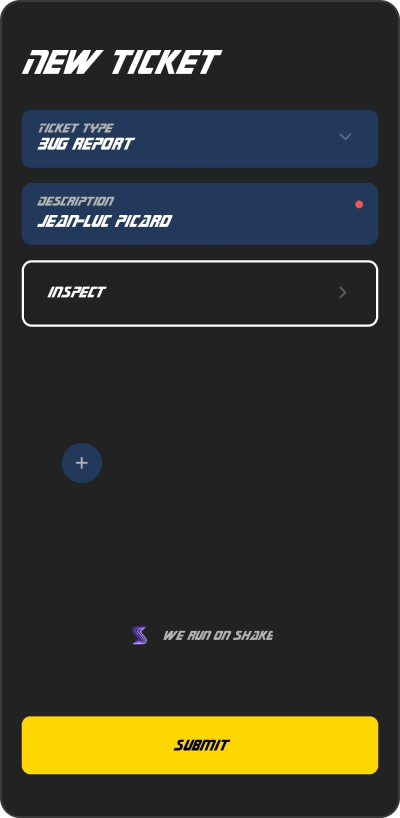 NEW TICKET
TICKET TYPE
BUG REPORT
DESCRIPTION
JEAN-LUC PICARD
INSPECT
WE RUN ON SHAKE
SUBMIT